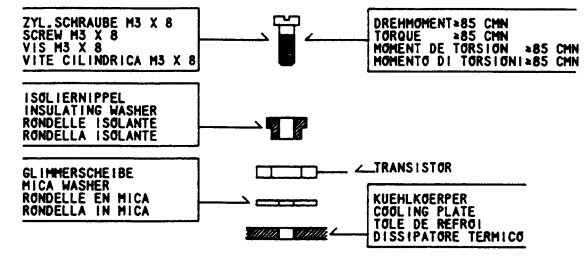 ZYL.SCHRAUBE M3 X 8
SCREW M3 X 8
VIS M3 X 8
VITE CILINDRICA M3 X 8
DREHMOMENT≥85 CMN
TORQUE ≥85 CMN
MOMENT DE TORSION ≥85 CMN
MOMENTO DI TORSIONI≥85 CMN
ISOLIERNIPPEL
INSULATING WASHER
RONDELLE ISOLANTE
RONDELLA ISOLANTE
TRANSISTOR
GLIMMERSCHEIBE
MICA WASHER
RONDELLE EN MICA
RONDELLA IN MICA
KUEHLKOERPER
COOLING PLATE
TOLE DE REFROI
DISSIPATORE TERMICO